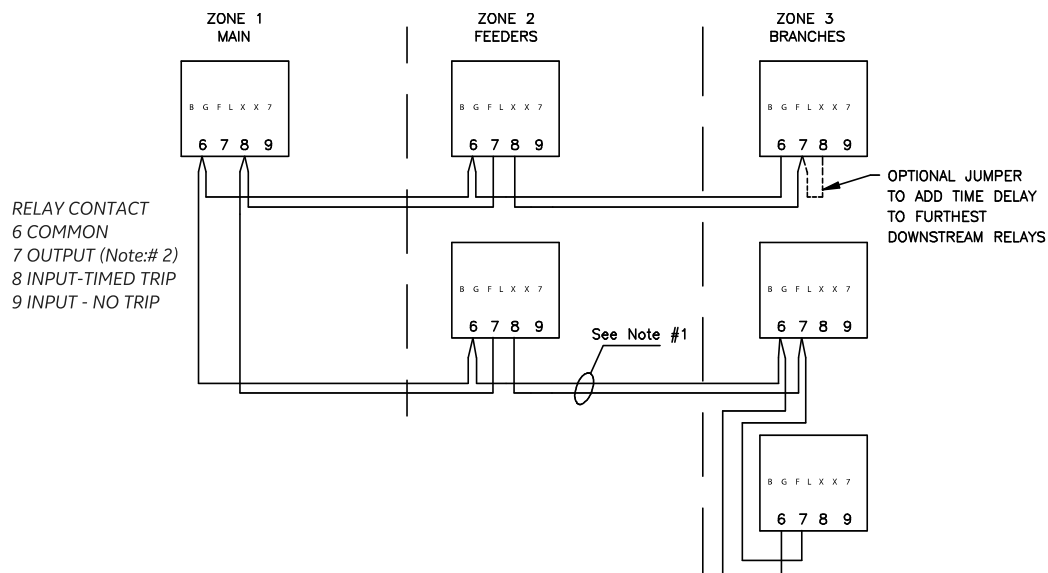 ZONE 1
MAIN
ZONE 2
FEEDERS
ZONE 3
BRANCHES
B G F L X X 7
6 7 8 9
B G F L X X 7
6 7 8 9
B G F L X X 7
6 7 8 9
OPTIONAL JUMPER
TO ADD TIME DELAY
TO FURTHEST
DOWNSTREAM RELAYS
RELAY CONTACT
6 COMMON
7 OUTPUT (Note:# 2)
8 INPUT-TIMED TRIP
9 INPUT - NO TRIP
B G F L X X 7
6 7 8 9
See Note #1
B G F L X X 7
6 7 8 9
B G F L X X 7
6 7 8 9